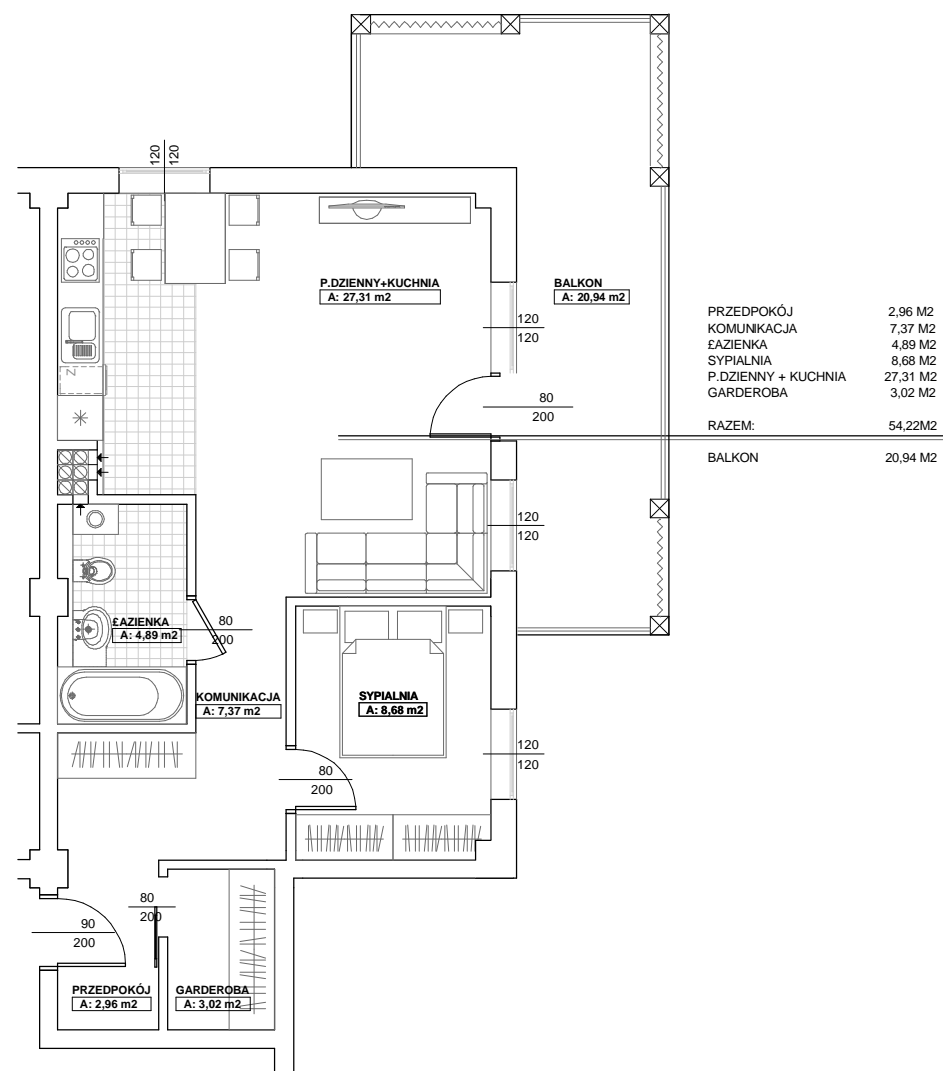 120
120
P.DZIENNY+KUCHNIA
A: 27,31 m2
BALKON
A: 20,94 m2
120
120
80
200
120
120
PRZEDPOKÓJ 2,96 M2
KOMUNIKACJA 7,37 M2
£AZIENKA 4,89 M2
SYPIALNIA 8,68 M2
P.DZIENNY + KUCHNIA 27,31 M2
GARDEROBA 3,02 M2
RAZEM: 54,22M2
BALKON 20,94 M2
Z
£AZIENKA
A: 4,89 m2
80
200
KOMUNIKACJA
A: 7,37 m2
SYPIALNIA
A: 8,68 m2
120
120
80
200
80
200
90
200
PRZEDPOKÓJ
A: 2,96 m2
GARDEROBA
A: 3,02 m2